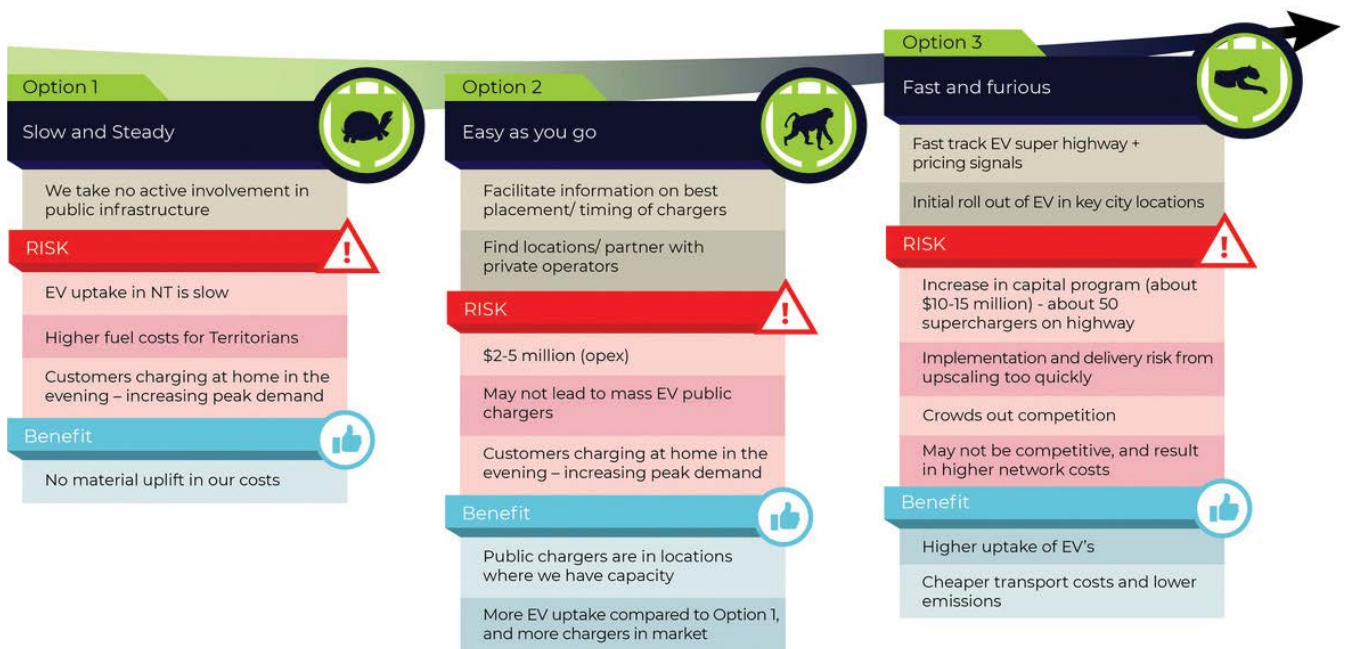 Option 1
Slow and Steady
We take no active involvement in
public infrastructure
RISK
EV uptake in NT is slow
Higher fuel costs for Territorians
Customers charging at home in the
evening – increasing peak demand
Benefit
No material uplift in our costs
Option 2
Easy as you go
Facilitate information on best
placement/ timing of chargers
Find locations/ partner with
private operators
RISK
$2-5 million (opex)
May not lead to mass EV public
chargers
Customers charging at home in the
evening – increasing peak demand
Benefit
Public chargers are in locations
where we have capacity
More EV uptake compared to Option 1,
and more chargers in market
Option 3
Fast and furious
Fast track EV super highway +
pricing signals
Initial roll out of EV in key city locations
RISK
Increase in capital program (about
$10-15 million) - about 50
superchargers on highway
Implementation and delivery risk from
upscaling too quickly
Crowds out competition
May not be competitive, and result
in higher network costs
Benefit
Higher uptake of EV's
Cheaper transport costs and lower
emissions